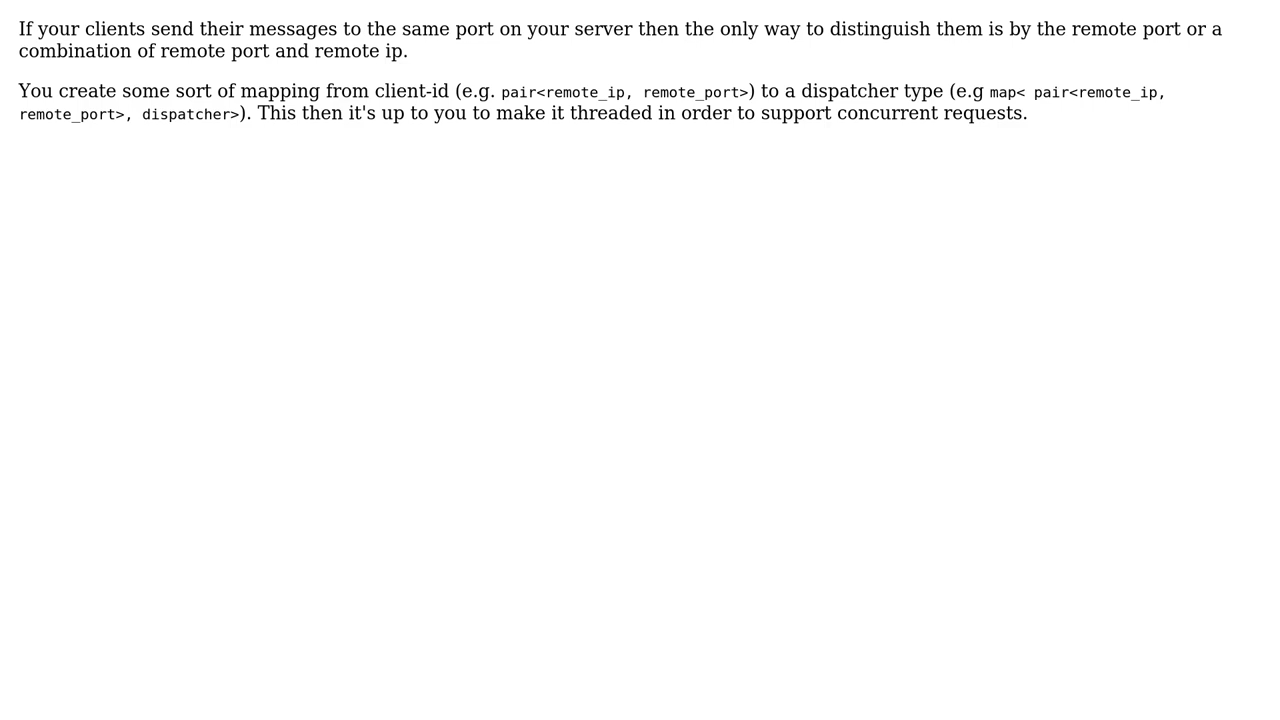 If your clients send their messages to the same port on your server then the only way to distinguish them is by the remote port or a
combination of remote port and remote ip.
You create some sort of mapping from client-id (e.g. pair<remote_ip, remote_port>) to a dispatcher type (e.g map< pair<remote_ip,
remote_port>, dispatcher>). This then it's up to you to make it threaded in order to support concurrent requests.